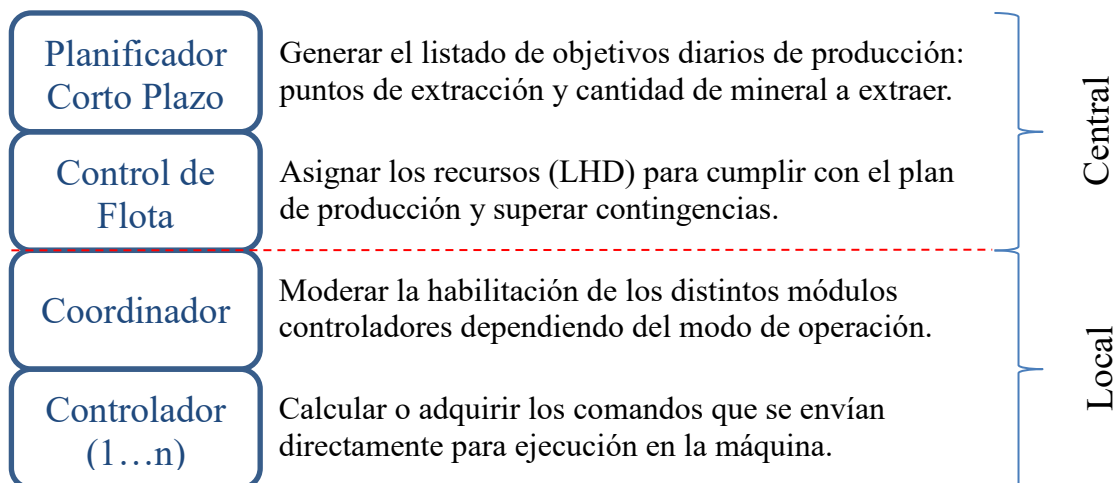 Planificador
Corto Plazo
Generar el listado de objetivos diarios de producción:
puntos de extracción y cantidad de mineral a extraer.
Control de
Flota
Asignar los recursos (LHD) para cumplir con el plan
de producción y superar contingencias.
Central
Coordinador
Moderar la habilitación de los distintos módulos
controladores dependiendo del modo de operación.
Controlador
(1…n)
Calcular o adquirir los comandos que se envían
directamente para ejecución en la máquina.
Local